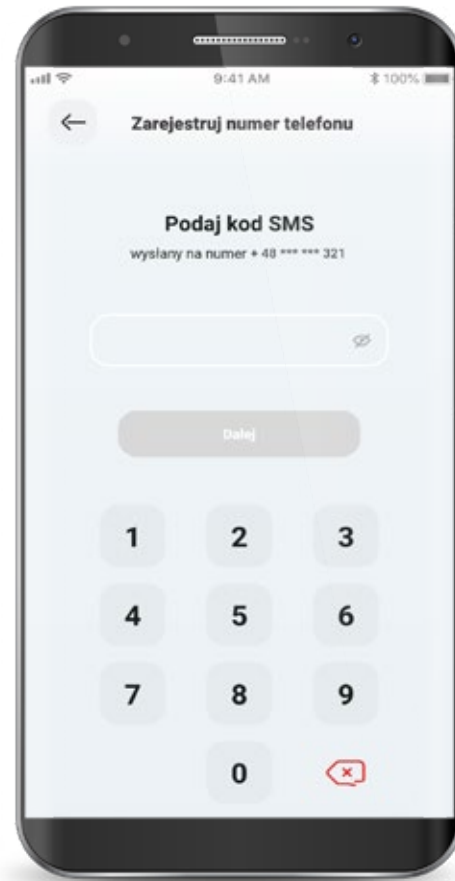 9:41 AM 100%
Zarejestruj numer telefonu
Podaj kod SMS
wysłany na numer + 48 *** *** 321
Dalej
1 2 3
4 5 6
7 8 9
0